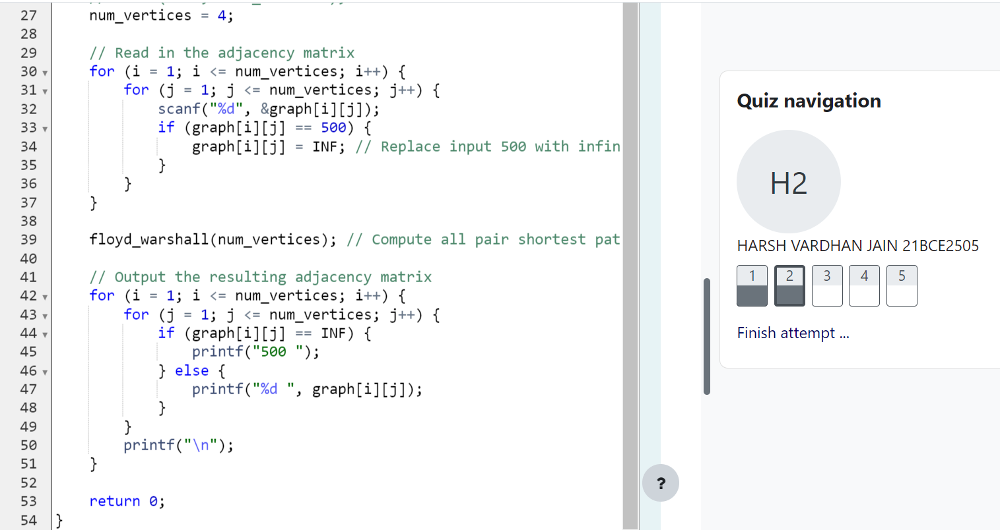 27 num_vertices = 4;
28
29 // Read in the adjacency matrix
30 for (i = 1; i <= num_vertices; i++) {
31 for (j = 1; j <= num_vertices; j++) {
32 scanf("%d", &graph[i][j]);
33 if (graph[i][j] == 500) {
34 graph[i][j] = INF; // Replace input 500 with infin
35 }
36 }
37 }
38
39 floyd_warshall(num_vertices); // Compute all pair shortest pat
40
41 // Output the resulting adjacency matrix
42 for (i = 1; i <= num_vertices; i++) {
43 for (j = 1; j <= num_vertices; j++) {
44 if (graph[i][j] == INF) {
45 printf("500 ");
46 } else {
47 printf("%d ", graph[i][j]);
48 }
49 }
50 printf("\n");
51 }
52
53 return 0;
54 }
Quiz navigation
H2
HARSH VARDHAN JAIN 21BCE2505
1 2 3 4 5
Finish attempt ...
?